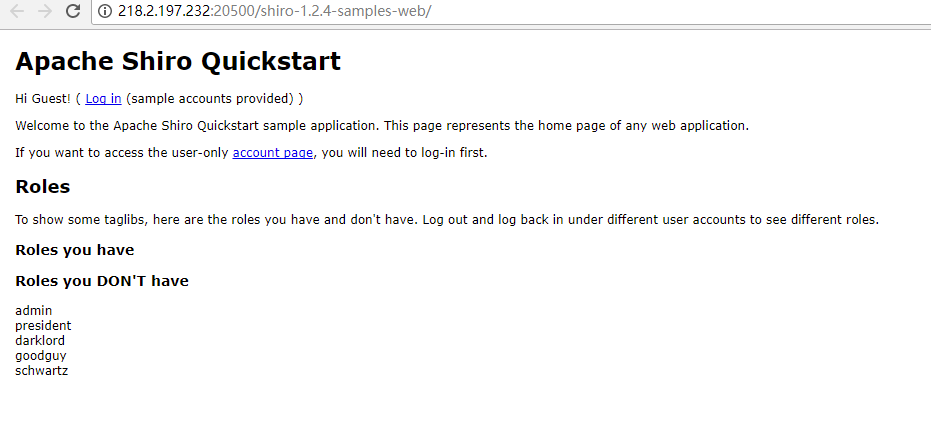 218.2.197.232:20500/shiro-1.2.4-samples-web/
Apache Shiro Quickstart
Hi Guest! ( Log in (sample accounts provided) )
Welcome to the Apache Shiro Quickstart sample application. This page represents the home page of any web application.
If you want to access the user-only account page, you will need to log-in first.
Roles
To show some taglibs, here are the roles you have and don't have. Log out and log back in under different user accounts to see different roles.
Roles you have
Roles you DON'T have
admin
president
darklord
goodguy
schwartz